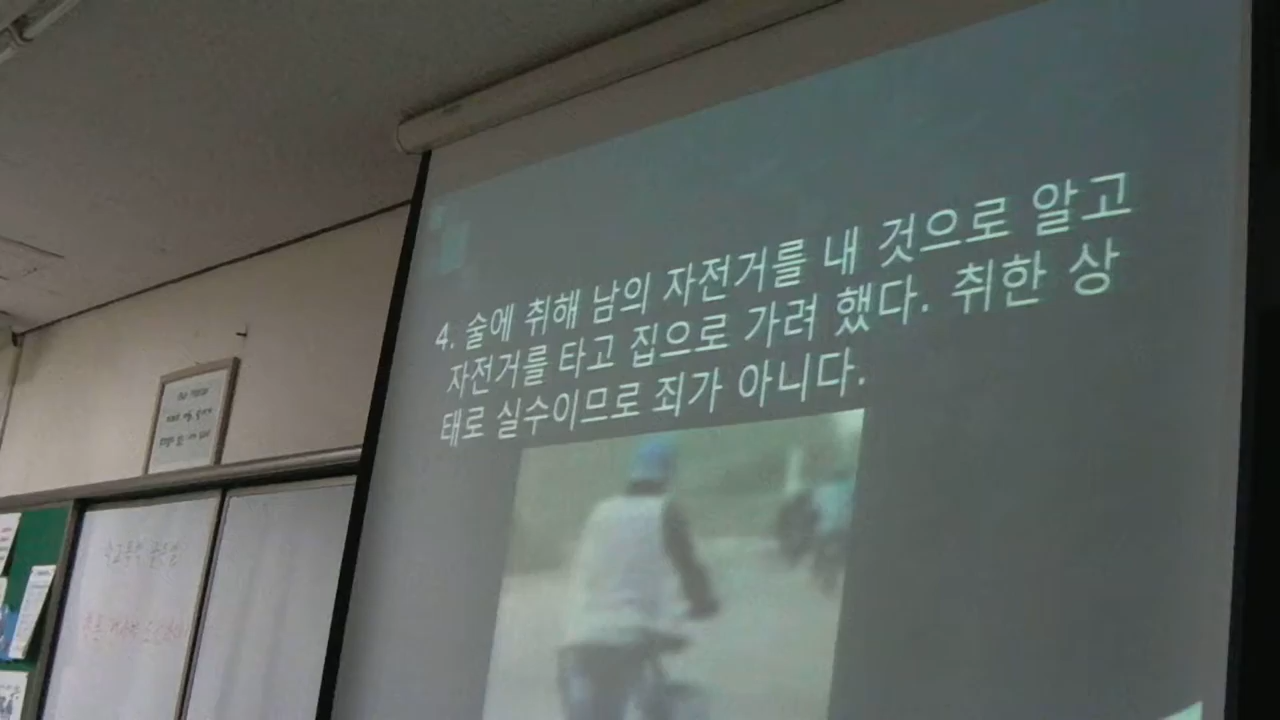 4. 술에 취해 남의 자전거를 내 것으로 알고
자전거를 타고 집으로 가려 했다. 취한 상
태로 실수이므로 죄가 아니다.